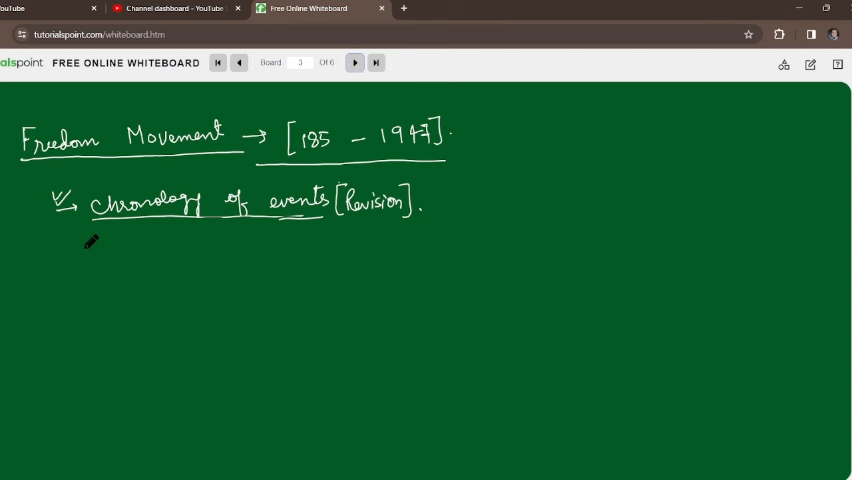 YouTube
Channel dashboard - YouTube S
Free Online Whiteboard
tutorialspoint.com/whiteboard.htm
alspoint FREE ONLINE WHITEBOARD Board 3 Of 6
Freedom Movement → [185 - 1947].
→ Chronology of events [Revision].